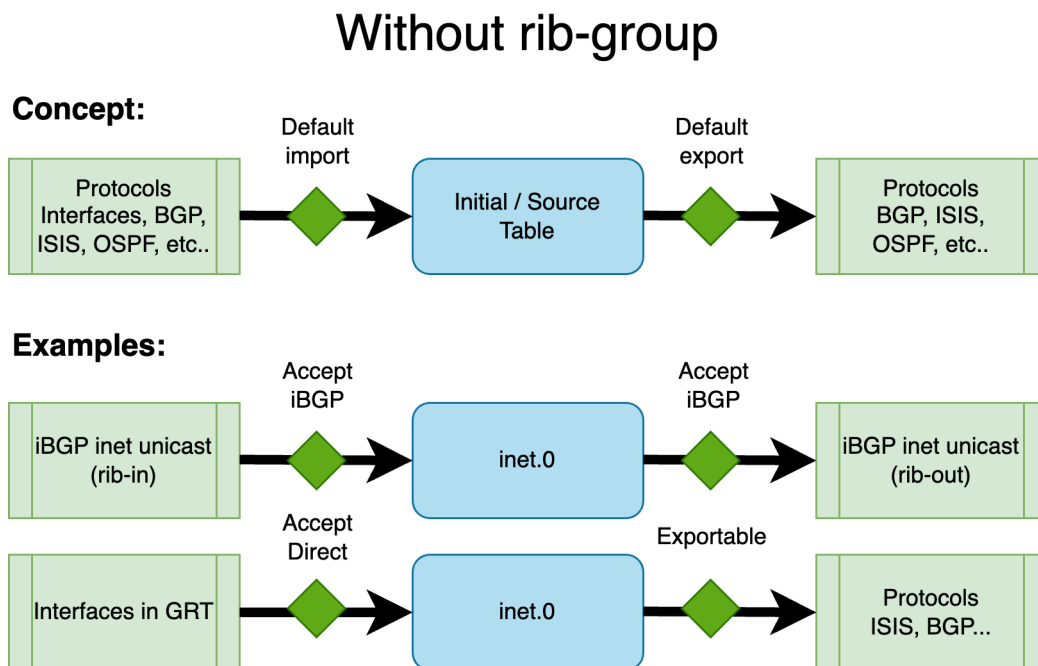 Without rib-group
Concept:
Default
import
Default
export
Protocols
Interfaces, BGP,
ISIS, OSPF, etc..
Initial / Source
Table
Protocols
BGP, ISIS,
OSPF, etc..
Examples:
Accept
iBGP
Accept
iBGP
iBGP inet unicast
(rib-in)
inet.0
iBGP inet unicast
(rib-out)
Accept
Direct
Exportable
Interfaces in GRT
inet.0
Protocols
ISIS, BGP...